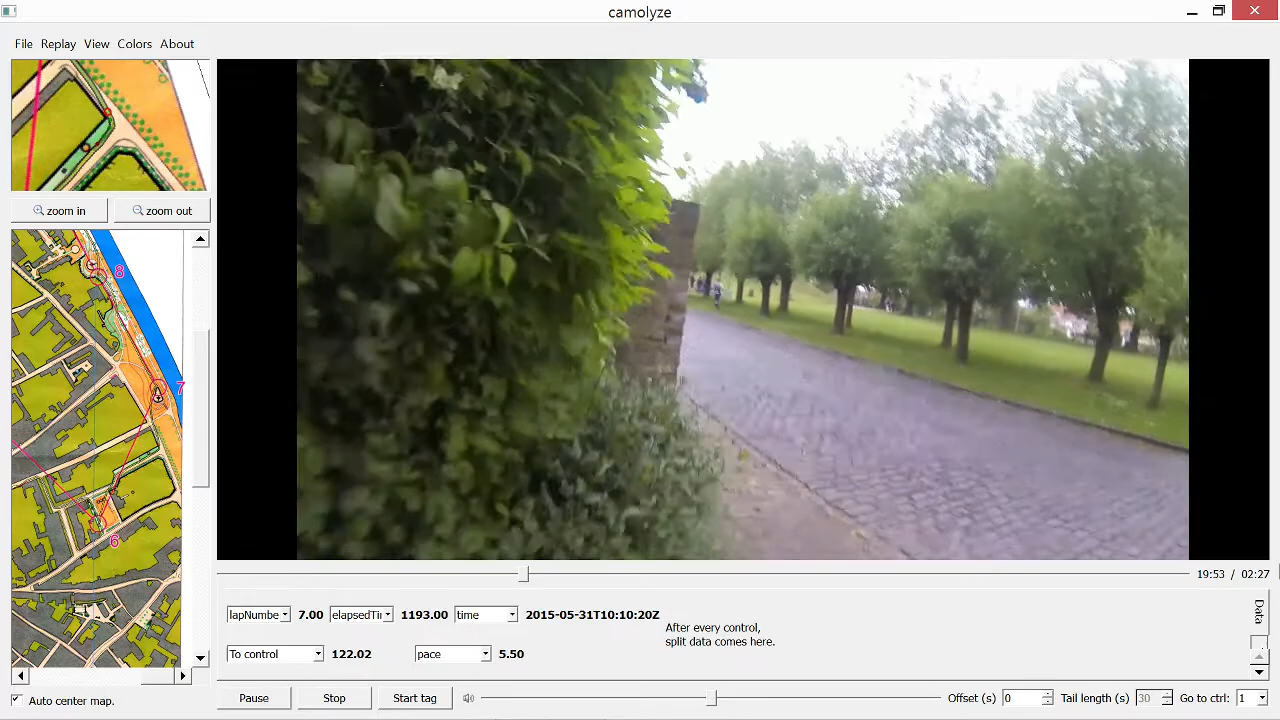 camolyze
File Replay View Colors About
zoom in zoom out
8
7
6
19:53 / 02:27
lapNumbe 7.00 elapsedTi 1193.00 time 2015-05-31T10:10:20Z
After every control,
split data comes here.
Data
To control 122.02 pace 5.50
Auto center map.
Pause Stop Start tag Offset (s) 0 Tail length (s) 30 Go to ctrl: 1